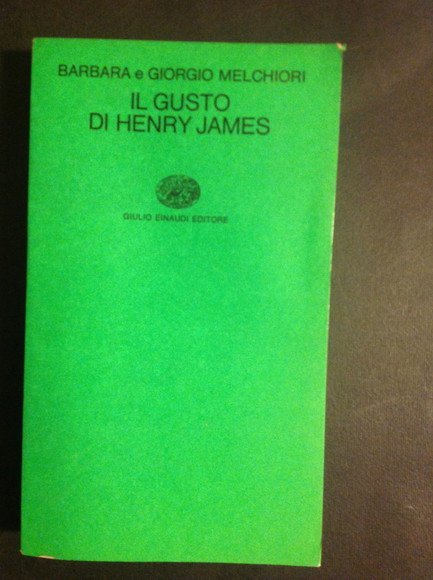 BARBARA e GIORGIO MELCHIORI
IL GUSTO
DI HENRY JAMES
GIULIO EINAUDI EDITORE